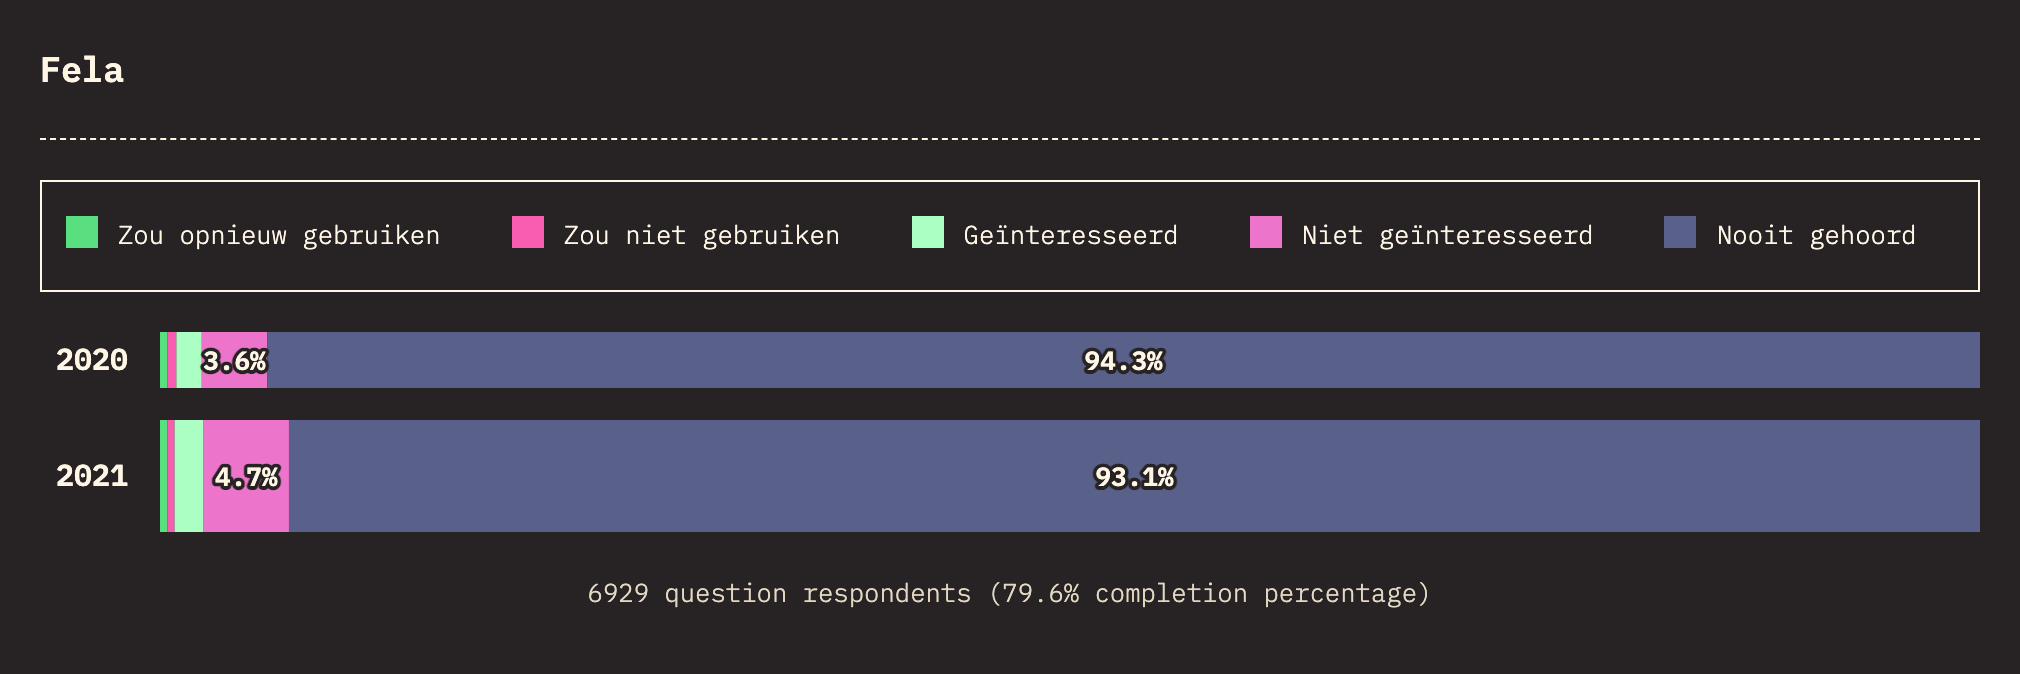 Fela
Zou opnieuw gebruiken Zou niet gebruiken Geïnteresseerd Niet geïnteresseerd Nooit gehoord
2020 3.6% 94.3%
2021 4.7% 93.1%
6929 question respondents (79.6% completion percentage)